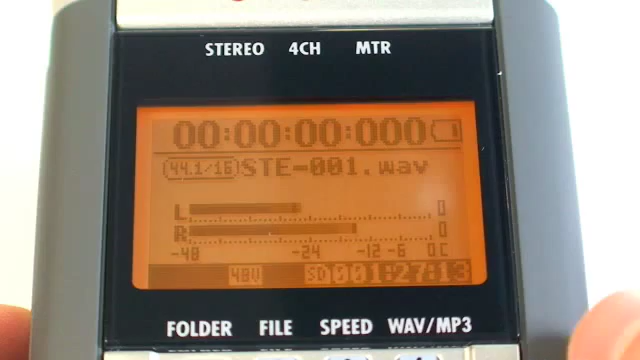 STEREO 4CH MTR
00:00:00:000
44.1/16 STE-001.wav
L 0
R 0
-48 -24 -12 -6 0
48V SD 001:27:13
FOLDER FILE SPEED WAV/MP3